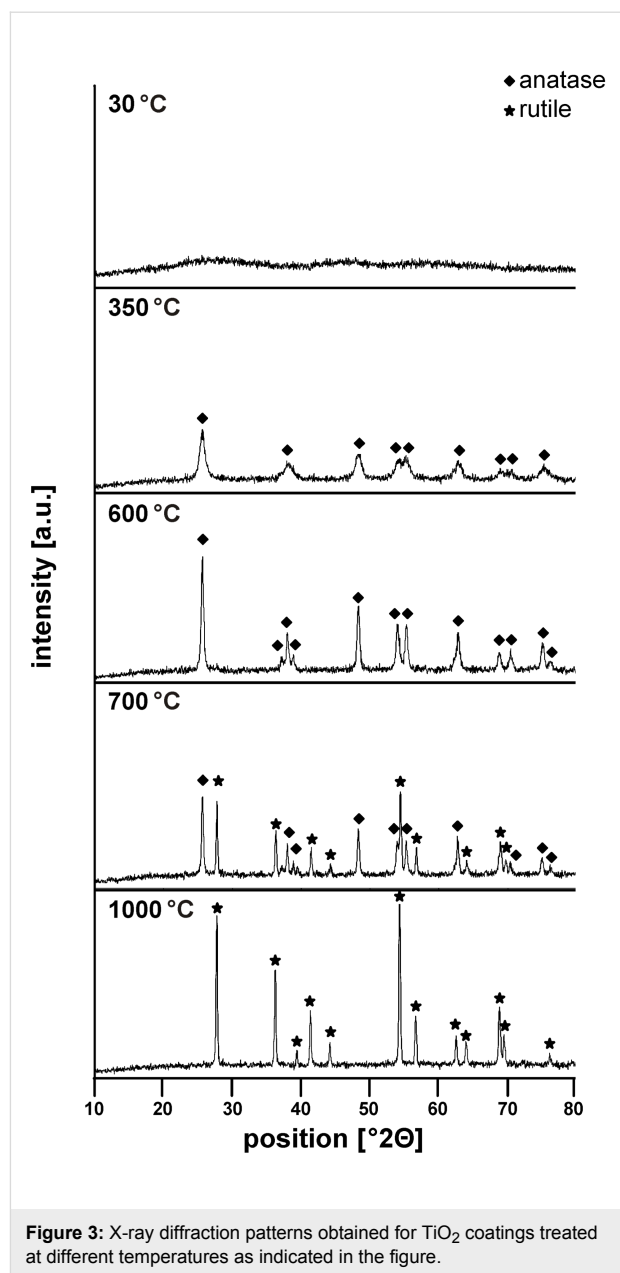 ◆ anatase
★ rutile
30 °C
350 °C
600 °C
700 °C
1000 °C
intensity [a.u.]
10 20 30 40 50 60 70 80
position [°2Θ]
Figure 3: X-ray diffraction patterns obtained for TiO₂ coatings treated
at different temperatures as indicated in the figure.